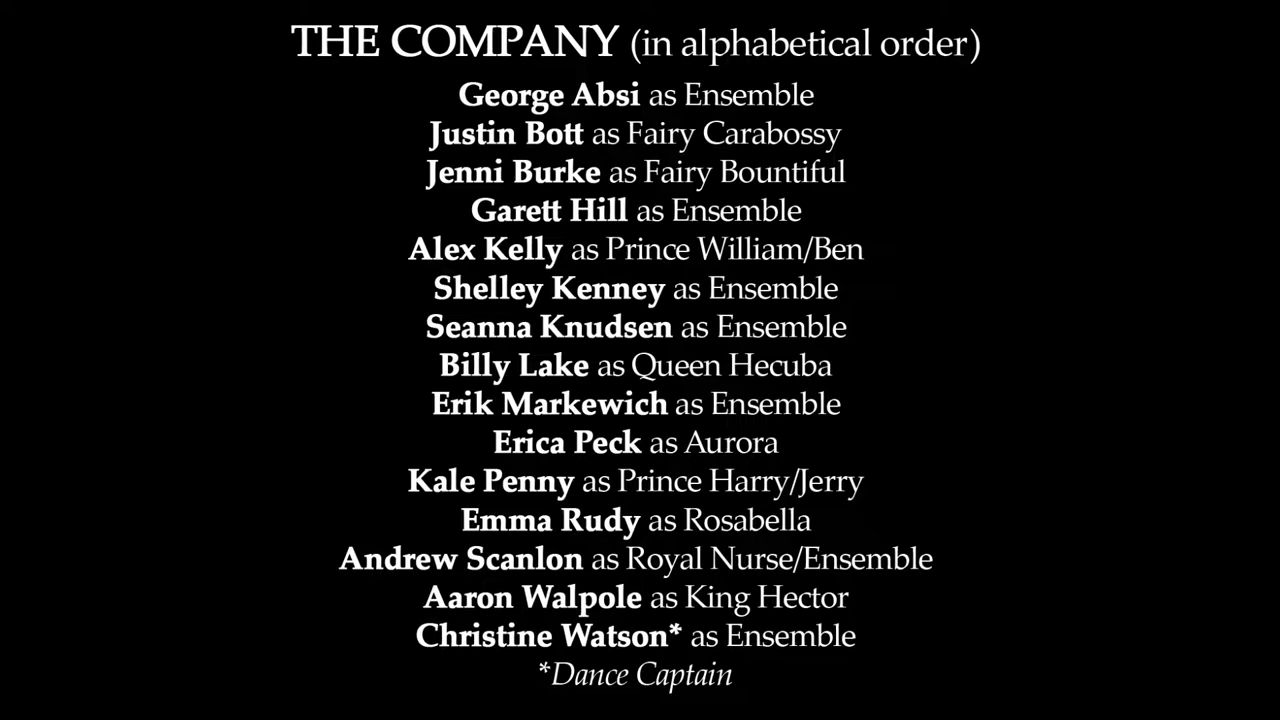 THE COMPANY (in alphabetical order)
George Absi as Ensemble
Justin Bott as Fairy Carabossy
Jenni Burke as Fairy Bountiful
Garett Hill as Ensemble
Alex Kelly as Prince William/Ben
Shelley Kenney as Ensemble
Seanna Knudsen as Ensemble
Billy Lake as Queen Hecuba
Erik Markewich as Ensemble
Erica Peck as Aurora
Kale Penny as Prince Harry/Jerry
Emma Rudy as Rosabella
Andrew Scanlon as Royal Nurse/Ensemble
Aaron Walpole as King Hector
Christine Watson* as Ensemble
*Dance Captain